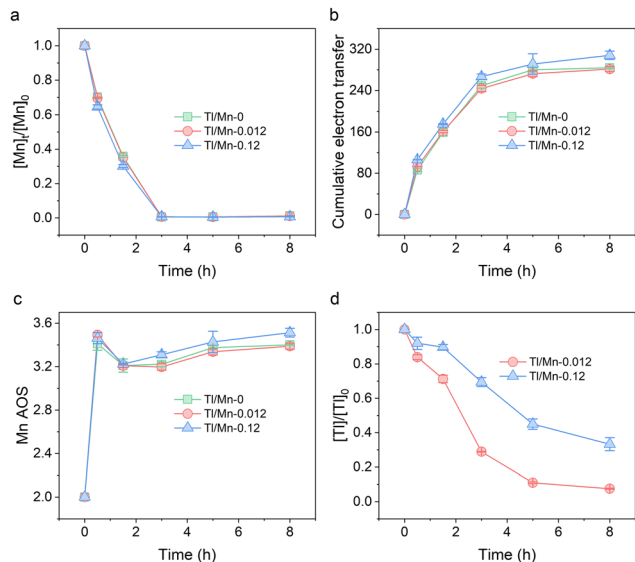 a
[Mn]t/[Mn]0
1.0
0.8
0.6
0.4
0.2
0.0
Tl/Mn-0
Tl/Mn-0.012
Tl/Mn-0.12
0 2 4 6 8
Time (h)
b
Cumulative electron transfer
320
240
160
80
0
Tl/Mn-0
Tl/Mn-0.012
Tl/Mn-0.12
0 2 4 6 8
Time (h)
c
Mn AOS
3.6
3.2
2.8
2.4
2.0
Tl/Mn-0
Tl/Mn-0.012
Tl/Mn-0.12
0 2 4 6 8
Time (h)
d
[Tl]/[Tl]0
1.0
0.8
0.6
0.4
0.2
0.0
Tl/Mn-0.012
Tl/Mn-0.12
0 2 4 6 8
Time (h)